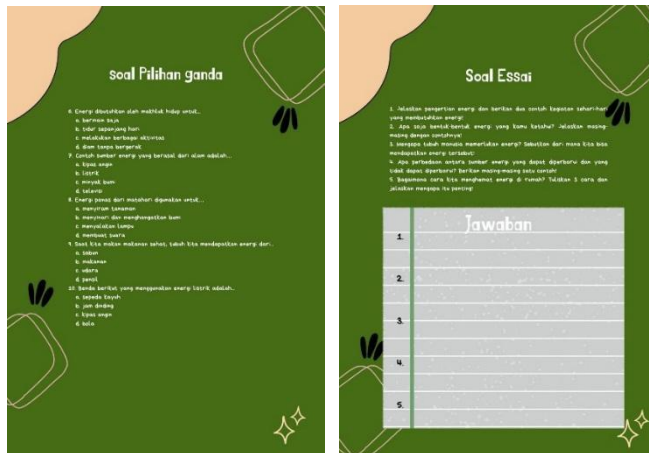 soal Pilihan ganda
6. Energi dibutuhkan oleh makhluk hidup untuk...
a. bermain saja
b. tidur sepanjang hari
c. melakukan berbagai aktivitas
d. diam tanpa bergerak
7. Contoh sumber energi yang berasal dari alam adalah...
a. kipas angin
b. listrik
c. minyak bumi
d. televisi
8. Energi panas dari matahari digunakan untuk...
a. menyiram tanaman
b. menyinari dan menghangatkan bumi
c. menyalakan lampu
d. membuat suara
9. Saat kita makan makanan sehat, tubuh kita mendapatkan energi dari..
a. sabun
b. makanan
c. udara
d. pensil
10. Benda berikut yang menggunakan energi listrik adalah...
a. sepeda kayuh
b. jam dinding
c. kipas angin
d. bola
Soal Essai
1. Jelaskan pengertian energi dan berikan dua contoh kegiatan sehari-hari
yang membutuhkan energi!
2. Apa saja bentuk-bentuk energi yang kamu ketahui? Jelaskan masing-
masing dengan contohnya!
3. Mengapa tubuh manusia memerlukan energi? Sebutkan dari mana kita bisa
mendapatkan energi tersebut!
4. Apa perbedaan antara sumber energi yang dapat diperbarui dan yang
tidak dapat diperbarui? Berikan masing-masing satu contoh!
5. Bagaimana cara kita menghemat energi di rumah? Tuliskan 3 cara dan
jelaskan mengapa itu penting!
Jawaban
1.
2.
3.
4.
5.